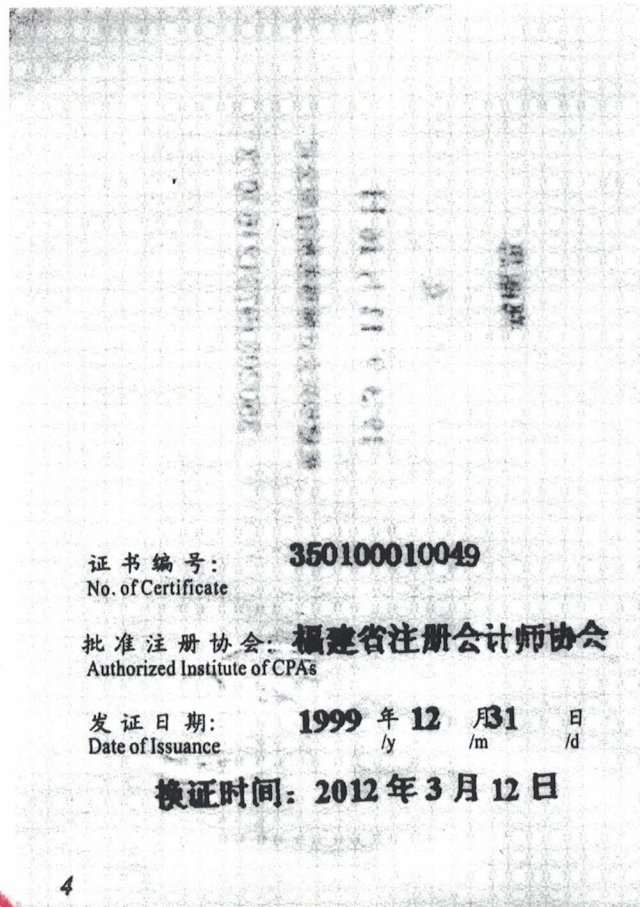 证书编号: 350100010049
No. of Certificate
批准注册协会: 福建省注册会计师协会
Authorized Institute of CPAs
发证日期: 1999 年 12 月 31 日
Date of Issuance /y /m /d
换证时间: 2012 年 3 月 12 日
4